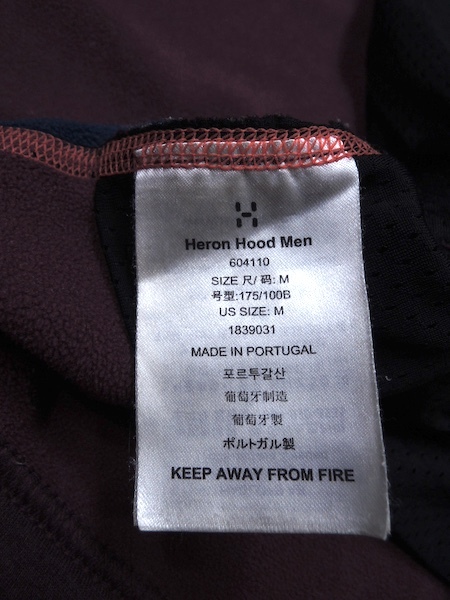 Heron Hood Men
604110
SIZE 尺/ 码: M
号型:175/100B
US SIZE: M
1839031
MADE IN PORTUGAL
포르투갈산
葡萄牙制造
葡萄牙製
ポルトガル製
KEEP AWAY FROM FIRE